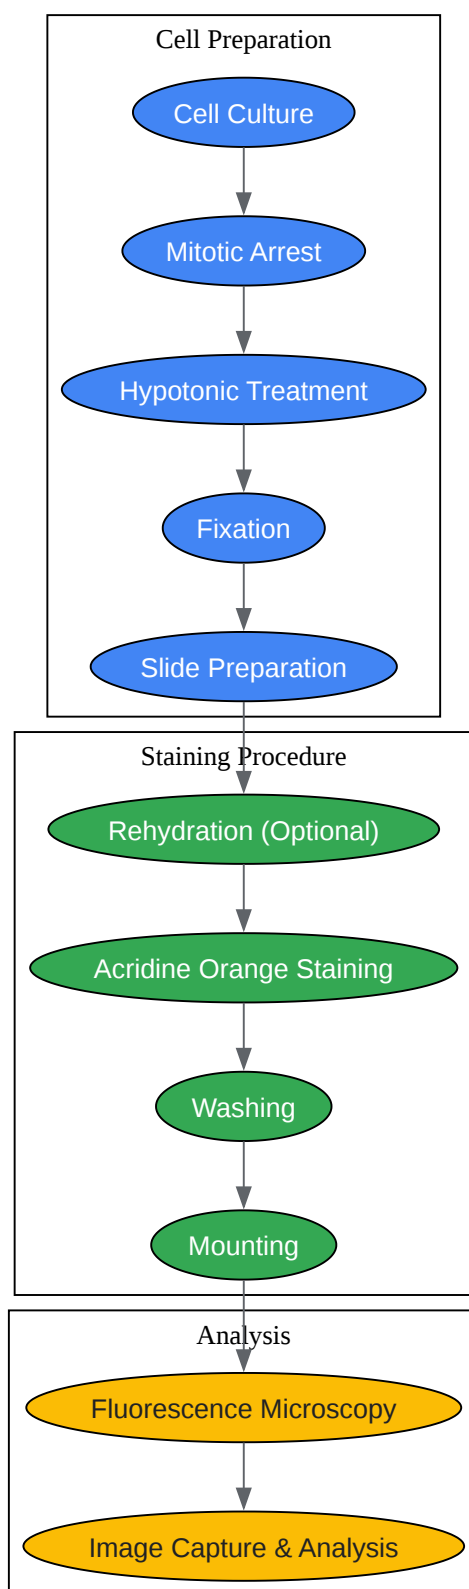 Cell Preparation
Cell Culture
Mitotic Arrest
Hypotonic Treatment
Fixation
Slide Preparation
Staining Procedure
Rehydration (Optional)
Acridine Orange Staining
Washing
Mounting
Analysis
Fluorescence Microscopy
Image Capture & Analysis